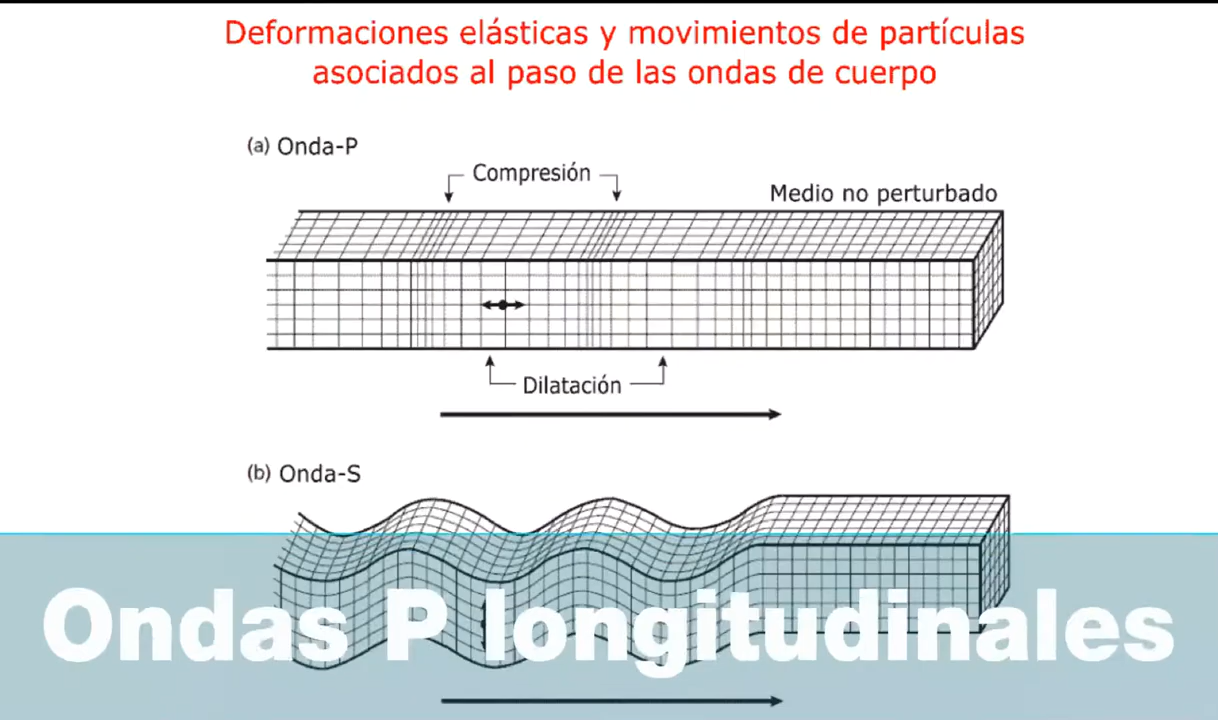 Deformaciones elásticas y movimientos de partículas
asociados al paso de las ondas de cuerpo
(a) Onda-P
Compresión
Medio no perturbado
Dilatación
(b) Onda-S
Ondas P longitudinales